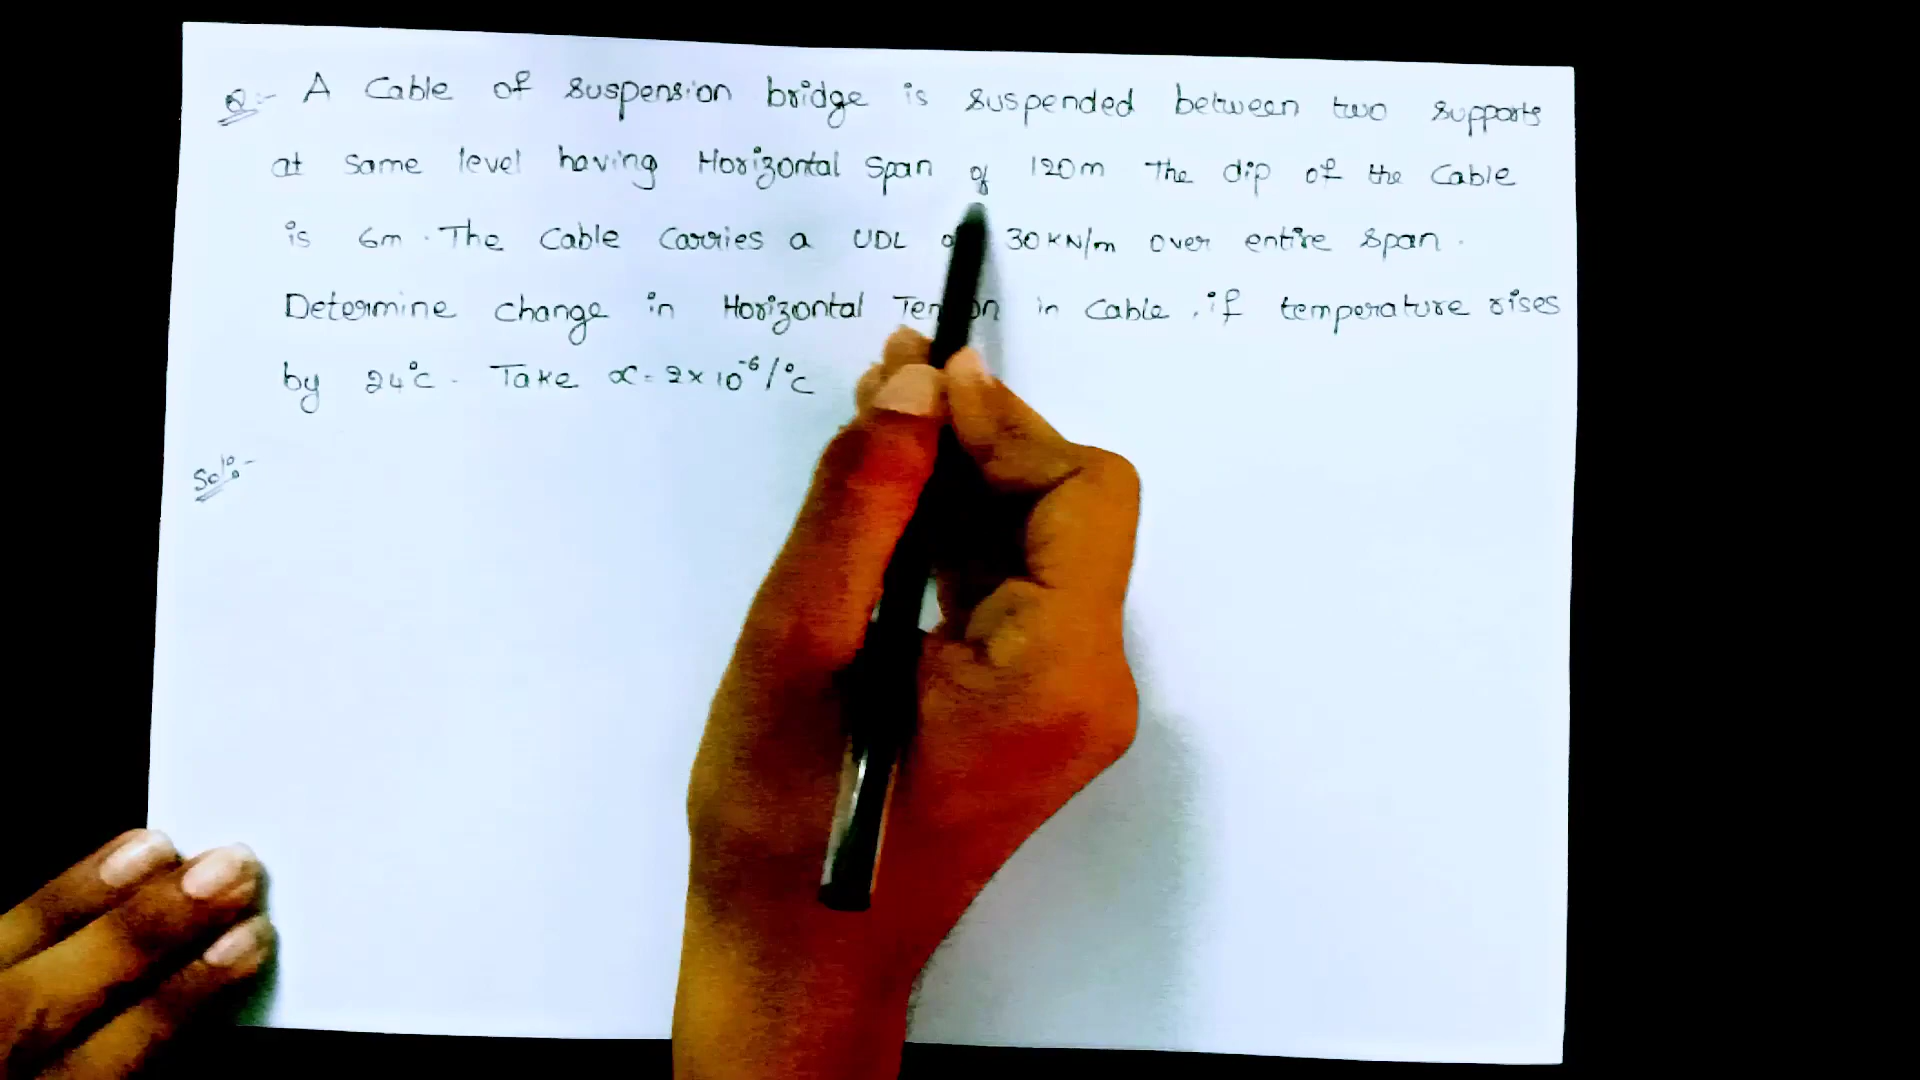 Q:- A Cable of suspension bridge is suspended between two supports
at same level having Horizontal Span of 120m The dip of the Cable
is 6m. The Cable Carries a UDL 30 KN/m over entire span.
Determine change in Horizontal in Cable, if temperature rises
by 24°C. Take ∝ = 2×10⁻⁶/°C
Sol:-